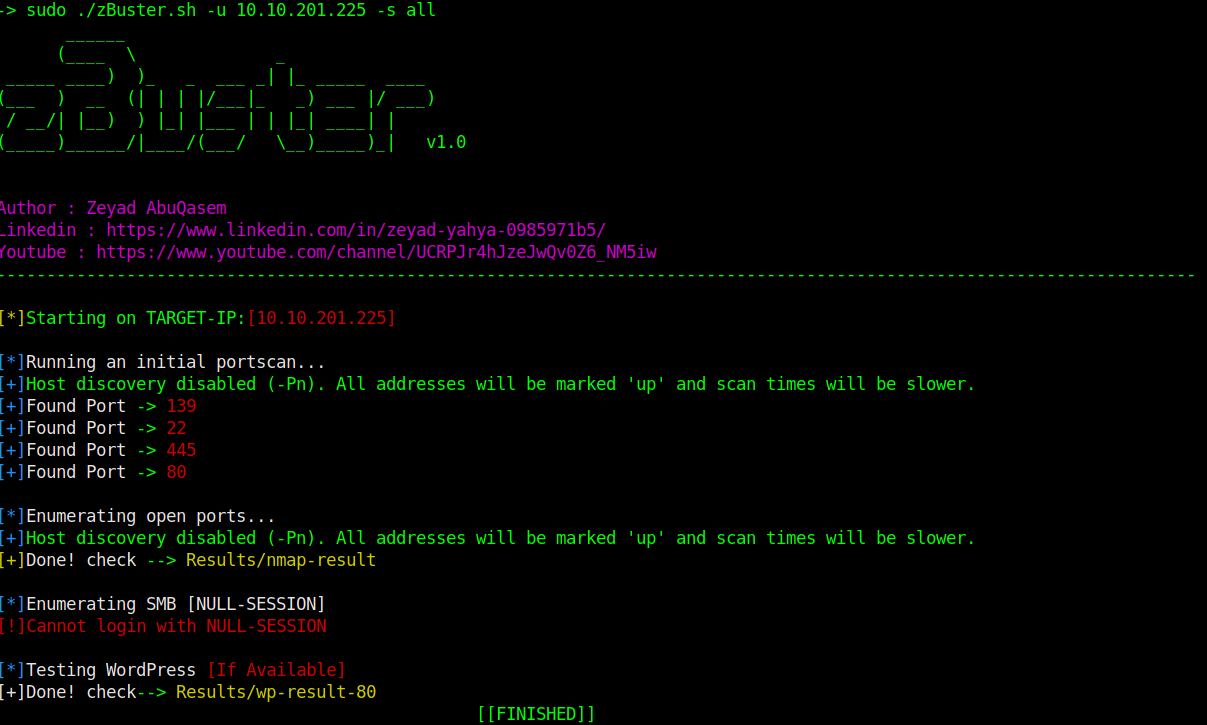 -> sudo ./zBuster.sh -u 10.10.201.225 -s all
zBuster
v1.0
Author : Zeyad AbuQasem
Linkedin : https://www.linkedin.com/in/zeyad-yahya-0985971b5/
Youtube : https://www.youtube.com/channel/UCRPJr4hJzeJwQv0Z6_NM5iw
[*]Starting on TARGET-IP:[10.10.201.225]
[*]Running an initial portscan...
[+]Host discovery disabled (-Pn). All addresses will be marked 'up' and scan times will be slower.
[+]Found Port -> 139
[+]Found Port -> 22
[+]Found Port -> 445
[+]Found Port -> 80
[*]Enumerating open ports...
[+]Host discovery disabled (-Pn). All addresses will be marked 'up' and scan times will be slower.
[+]Done! check --> Results/nmap-result
[*]Enumerating SMB [NULL-SESSION]
[!]Cannot login with NULL-SESSION
[*]Testing WordPress [If Available]
[+]Done! check--> Results/wp-result-80
[[FINISHED]]